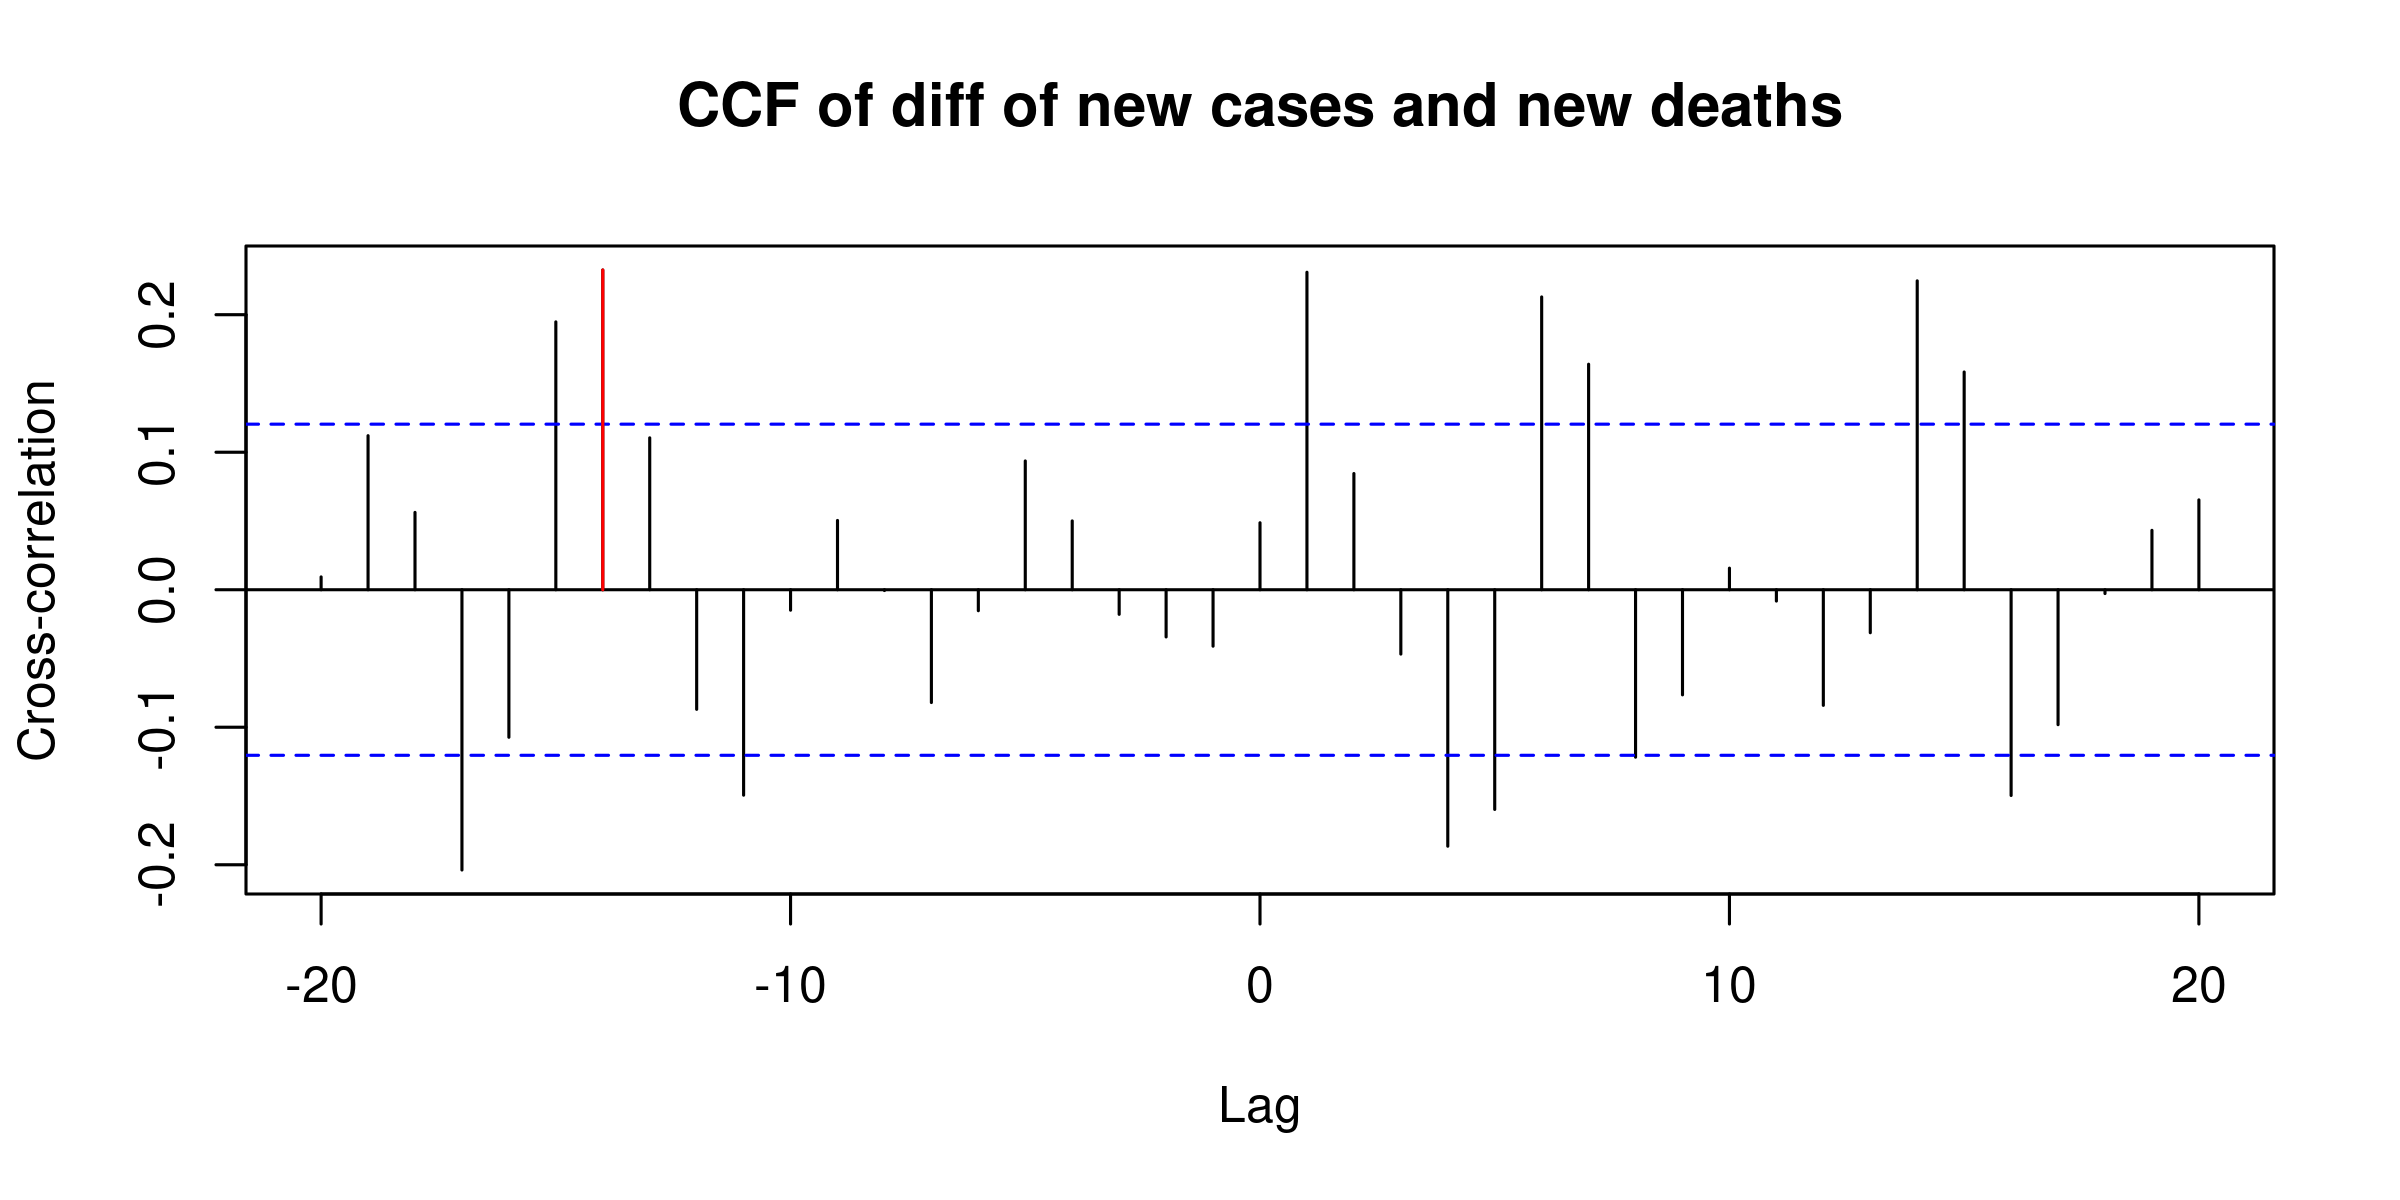 CCF of diff of new cases and new deaths
Cross-correlation
0.2
0.1
0.0
-0.1
-0.2
-20 -10 0 10 20
Lag